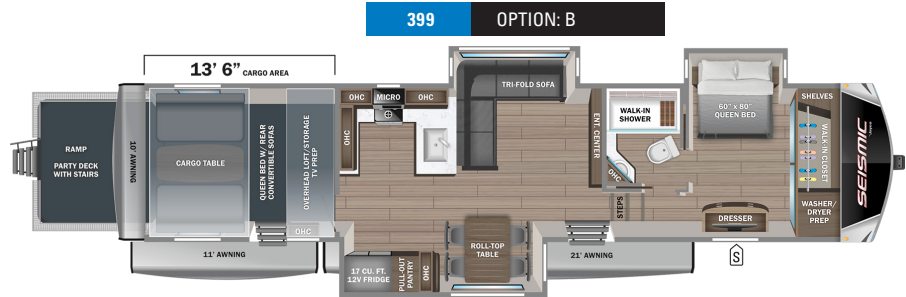 399
OPTION: B
13' 6" CARGO AREA
RAMP
PARTY DECK
WITH STAIRS
10' AWNING
CARGO TABLE
QUEEN BED W/ REAR
CONVERTIBLE SOFAS
OVERHEAD LOFT/STORAGE
TV PREP
OHC
11' AWNING
OHC
MICRO
OHC
OHC
TRI-FOLD SOFA
ENT. CENTER
17 CU. FT.
12V FRIDGE
PULL-OUT
PANTRY
OHC
ROLL-TOP
TABLE
21' AWNING
WALK-IN
SHOWER
OHC
STEPS
60" x 80"
QUEEN BED
DRESSER
S
SHELVES
WALK-IN CLOSET
WASHER/
DRYER
PREP
SEISMIC